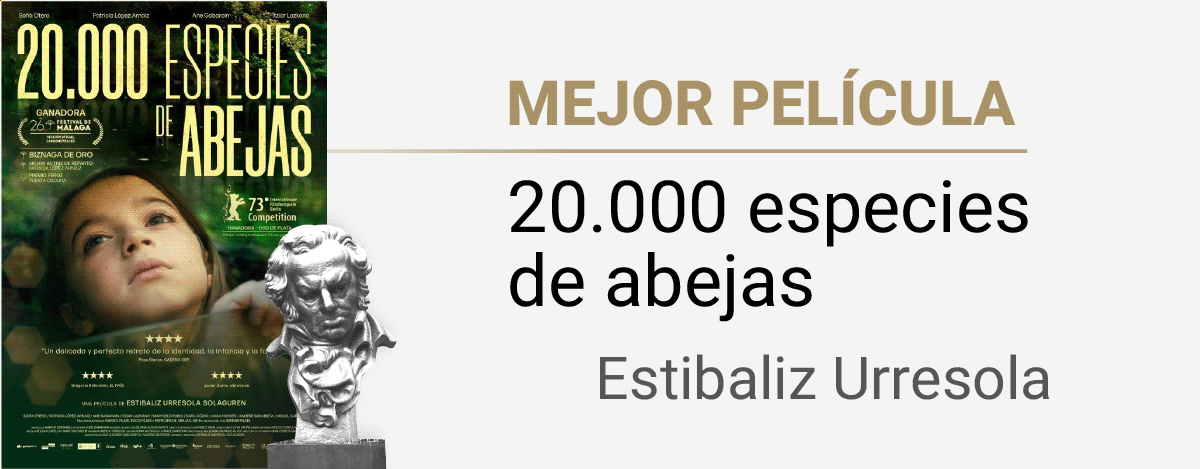 Sofía Otero Patricia López Arnaiz Ane Gabarain Itziar Lazkano
20.000 ESPECIES
DE ABEJAS
GANADORA
26 FESTIVAL DE
MÁLAGA
SECCIÓN OFICIAL
BIZNAGA DE ORO
MEJOR ACTRIZ DE REPARTO
PATRICIA LÓPEZ ARNAIZ
PREMIO FEROZ
PUERTA OSCURA
73 Internationale
Filmfestspiele
Berlin
Competition
GANADORA · OSO DE PLATA
★★★★
"Un delicado y perfecto retrato de la identidad, la infancia y la
★★★★ ★★★★
UNA PELÍCULA DE ESTIBALIZ URRESOLA SOLAGUREN
MEJOR PELÍCULA
20.000 especies
de abejas
Estibaliz Urresola